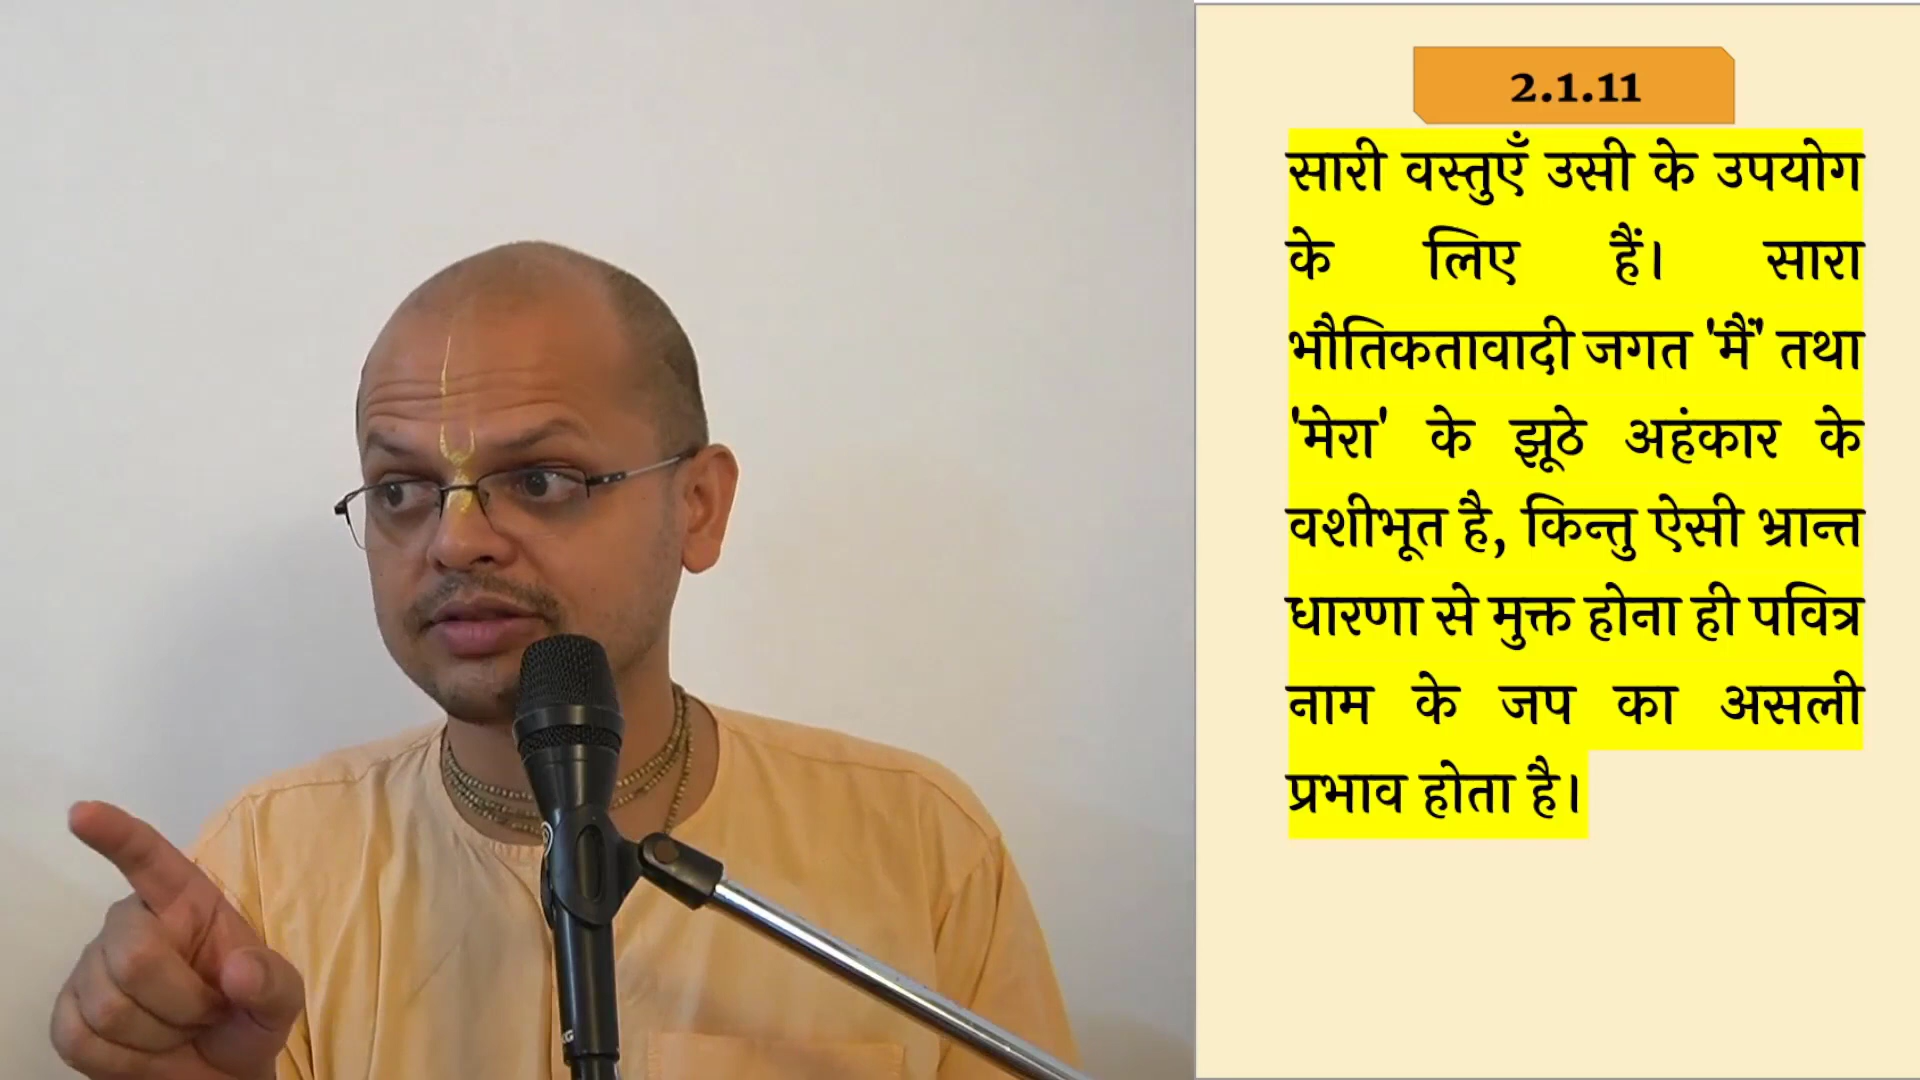 2.1.11
सारी वस्तुएँ उसी के उपयोग
के लिए हैं। सारा
भौतिकतावादी जगत 'मैं' तथा
'मेरा' के झूठे अहंकार के
वशीभूत है, किन्तु ऐसी भ्रान्त
धारणा से मुक्त होना ही पवित्र
नाम के जप का असली
प्रभाव होता है।